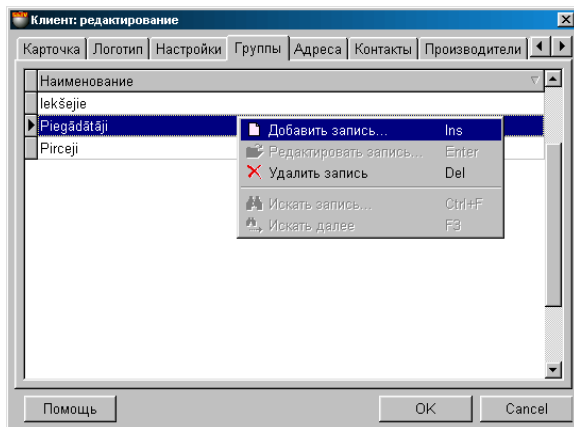 Клиент: редактирование
Карточка Логотип Настройки Группы Адреса Контакты Производители
Наименование
Iekšejie
Piegādātāji
Pirceji
Добавить запись... Ins
Редактировать запись... Enter
Удалить запись Del
Искать запись... Ctrl+F
Искать далее F3
Помощь OK Cancel